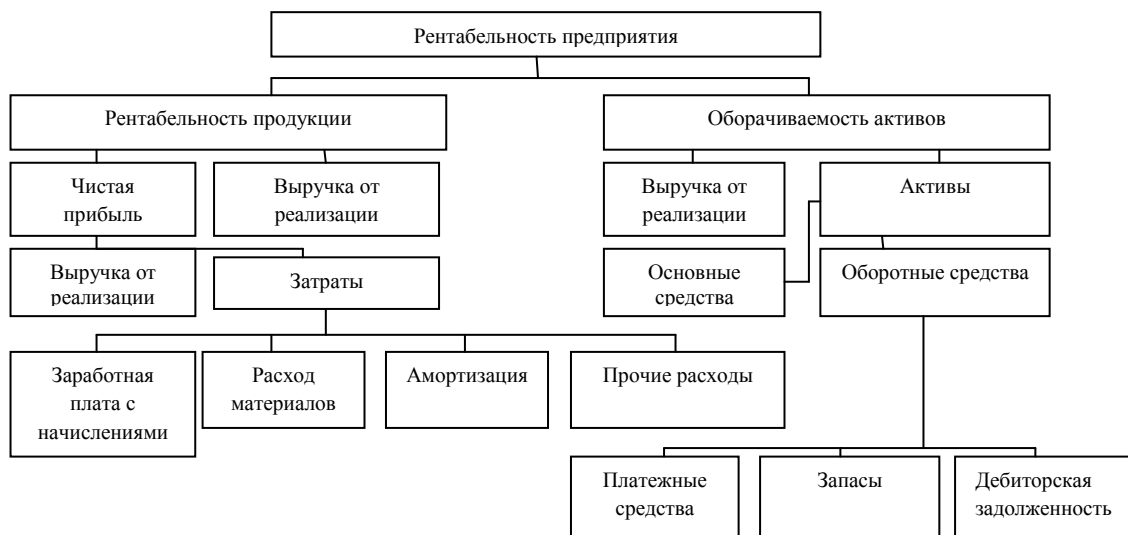 Рентабельность предприятия
Рентабельность продукции
Оборачиваемость активов
Чистая
прибыль
Выручка от
реализации
Выручка от
реализации
Активы
Выручка от
реализации
Затраты
Основные
средства
Оборотные средства
Заработная
плата с
начислениями
Расход
материалов
Амортизация
Прочие расходы
Платежные
средства
Запасы
Дебиторская
задолженность